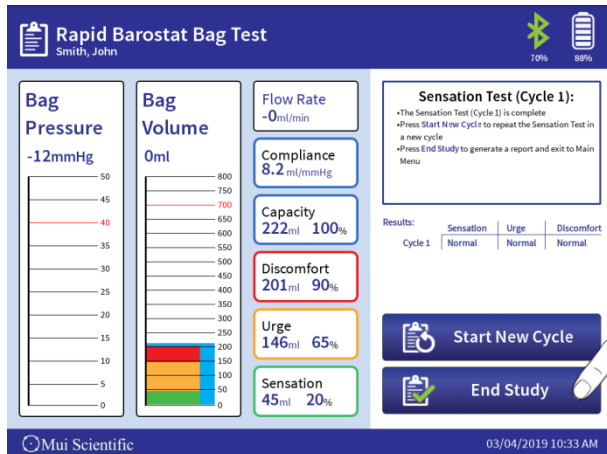 Rapid Barostat Bag Test
Smith, John
70%
88%
Bag
Pressure
-12mmHg
50
45
40
35
30
25
20
15
10
5
0
Bag
Volume
0ml
800
750
700
650
600
550
500
450
400
350
300
250
200
150
100
50
0
Flow Rate
-0ml/min
Compliance
8.2 ml/mmHg
Capacity
222ml 100%
Discomfort
201ml 90%
Urge
146ml 65%
Sensation
45ml 20%
Sensation Test (Cycle 1):
•The Sensation Test (Cycle 1) is complete
•Press Start New Cycle to repeat the Sensation Test in
a new cycle
•Press End Study to generate a report and exit to Main
Menu
Results:
Sensation Urge Discomfort
Cycle 1 Normal Normal Normal
Start New Cycle
End Study
Mui Scientific
03/04/2019 10:33 AM